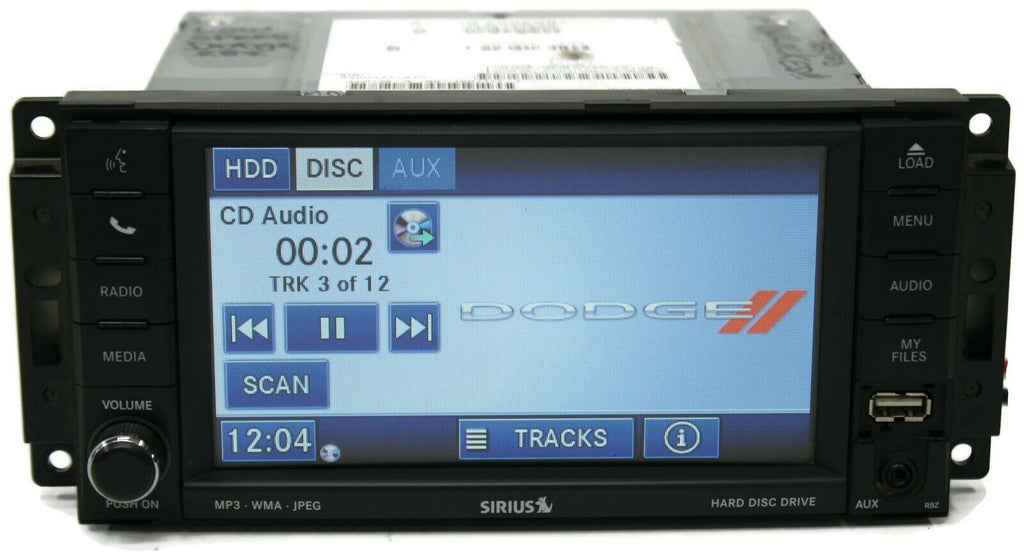 HDD DISC AUX
LOAD
CD Audio
MENU
00:02
TRK 3 of 12
RADIO
AUDIO
DODGE
MEDIA
MY
FILES
SCAN
VOLUME
12:04
TRACKS
i
PUSH ON
MP3 · WMA · JPEG
SIRIUS
HARD DISC DRIVE
AUX
RBZ